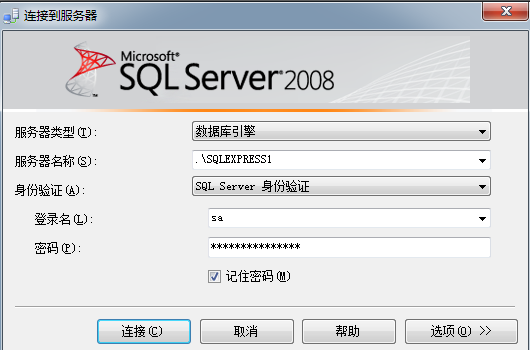 连接到服务器
Microsoft®
SQL Server 2008
服务器类型(T): 数据库引擎
服务器名称(S): .\SQLEXPRESS1
身份验证(A): SQL Server 身份验证
登录名(L): sa
密码(P): ***************
记住密码(M)
连接(C) 取消 帮助 选项(O) >>